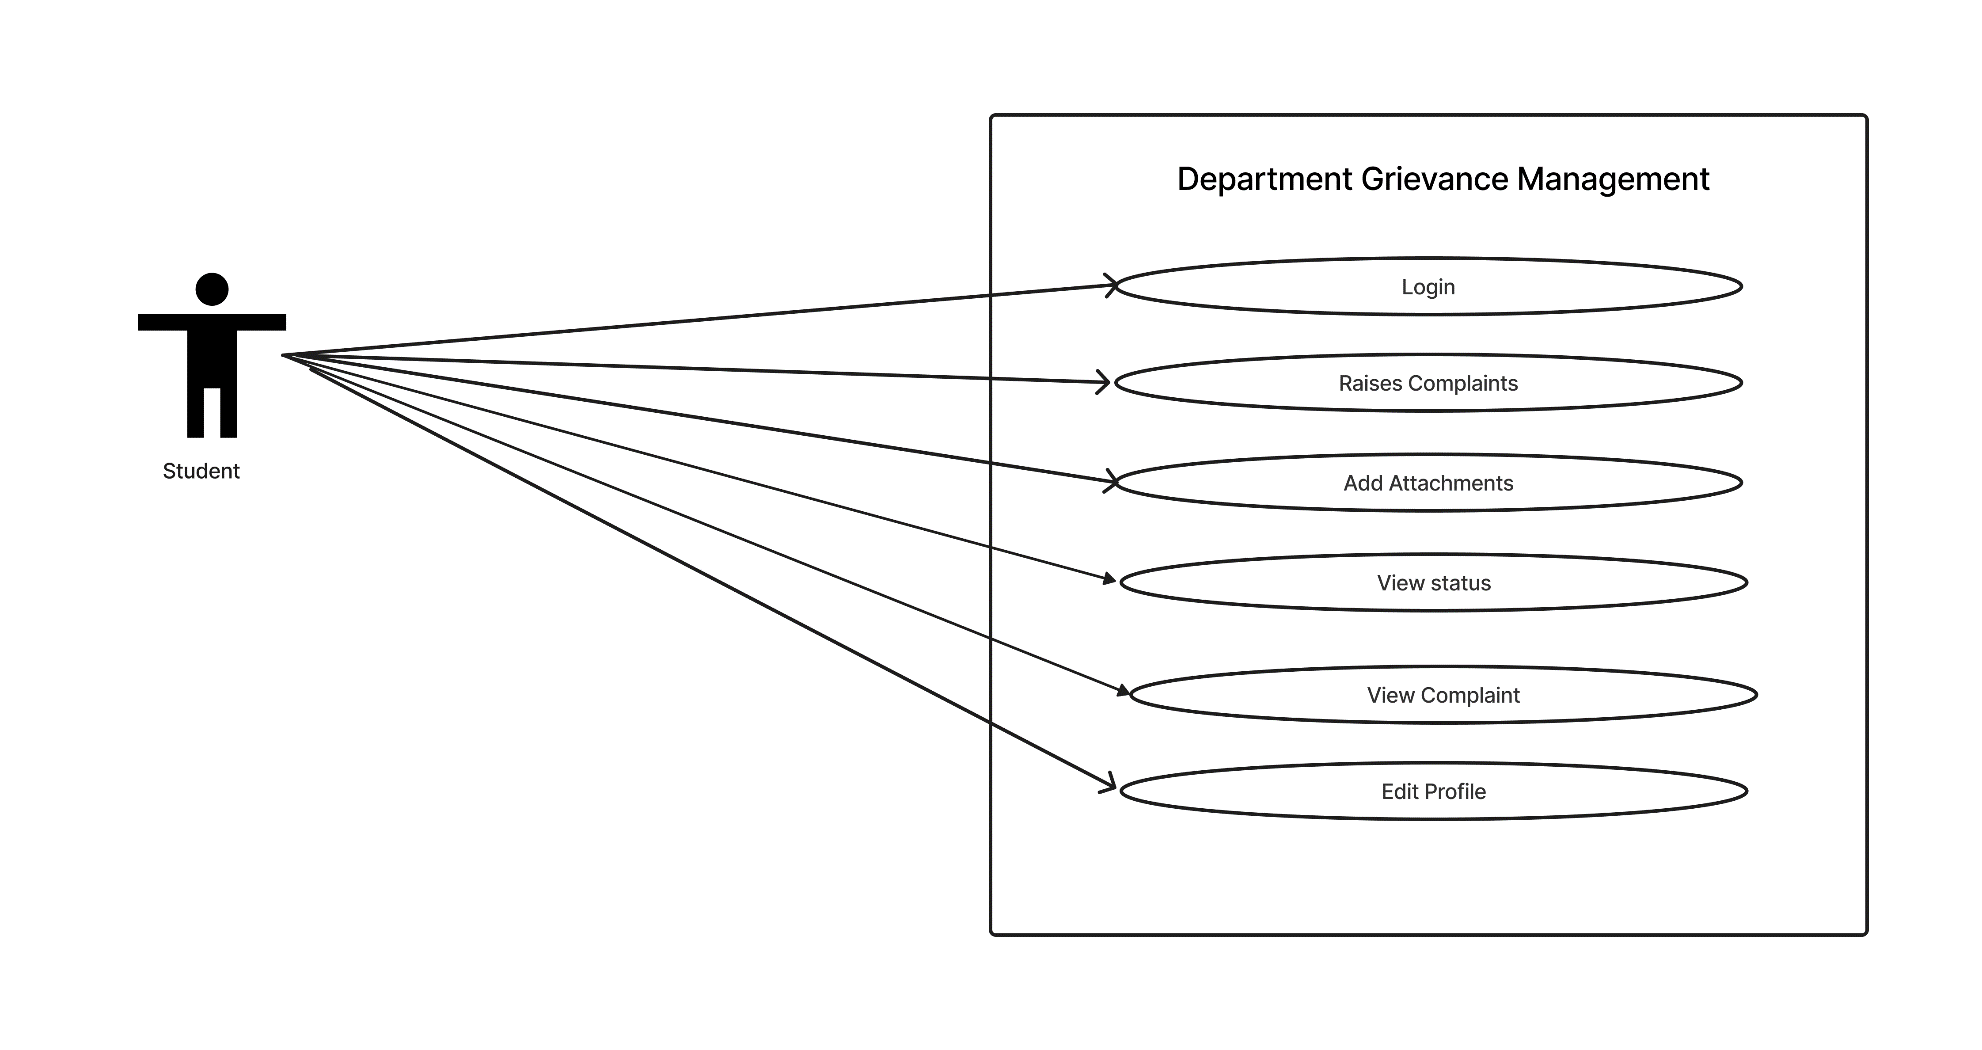 Department Grievance Management
Login
Raises Complaints
Add Attachments
View status
View Complaint
Edit Profile
Student